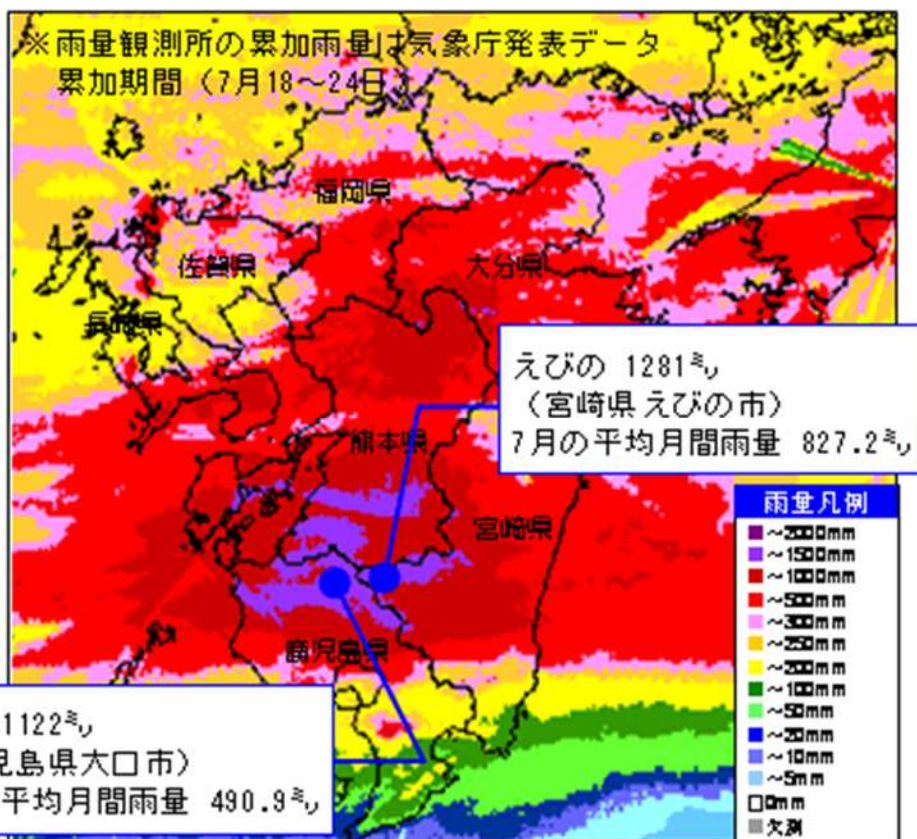 ※雨量観測所の累加雨量は気象庁発表データ
累加期間（7月18～24日）
福岡県
佐賀県
大分県
長崎県
えびの 1281㍉
（宮崎県えびの市）
7月の平均月間雨量 827.2㍉
熊本県
宮崎県
鹿児島県
雨量凡例
～2000mm
～1500mm
～1000mm
～500mm
～300mm
～250mm
～200mm
～100mm
～50mm
～20mm
～10mm
～5mm
0mm
欠測
1122㍉
児島県大口市）
平均月間雨量 490.9㍉